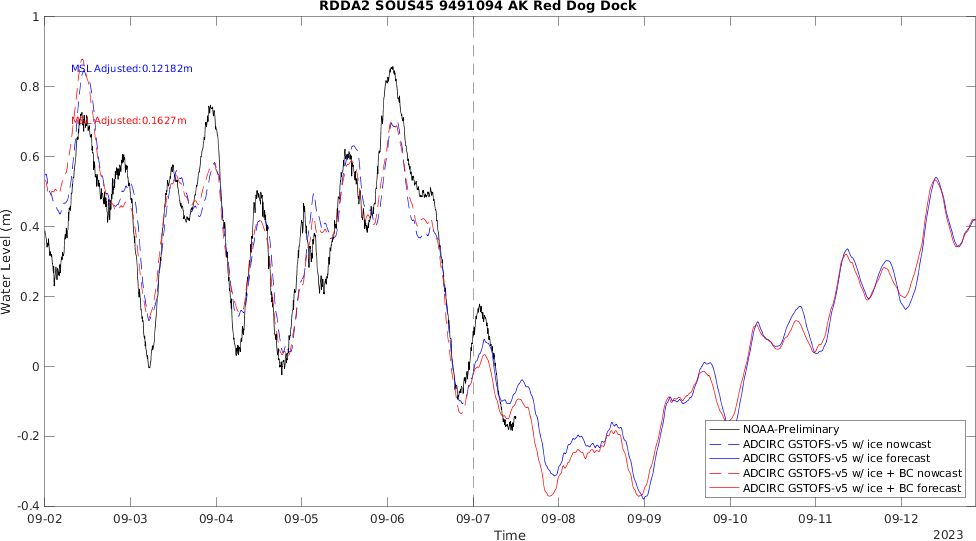 RDDA2 SOUS45 9491094 AK Red Dog Dock
1
0.8
0.6
0.4
0.2
0
-0.2
-0.4
Water Level (m)
MSL Adjusted:0.12182m
MSL Adjusted:0.1627m
NOAA-Preliminary
ADCIRC GSTOFS-v5 w/ ice nowcast
ADCIRC GSTOFS-v5 w/ ice forecast
ADCIRC GSTOFS-v5 w/ ice + BC nowcast
ADCIRC GSTOFS-v5 w/ ice + BC forecast
09-02 09-03 09-04 09-05 09-06 09-07 09-08 09-09 09-10 09-11 09-12
Time
2023